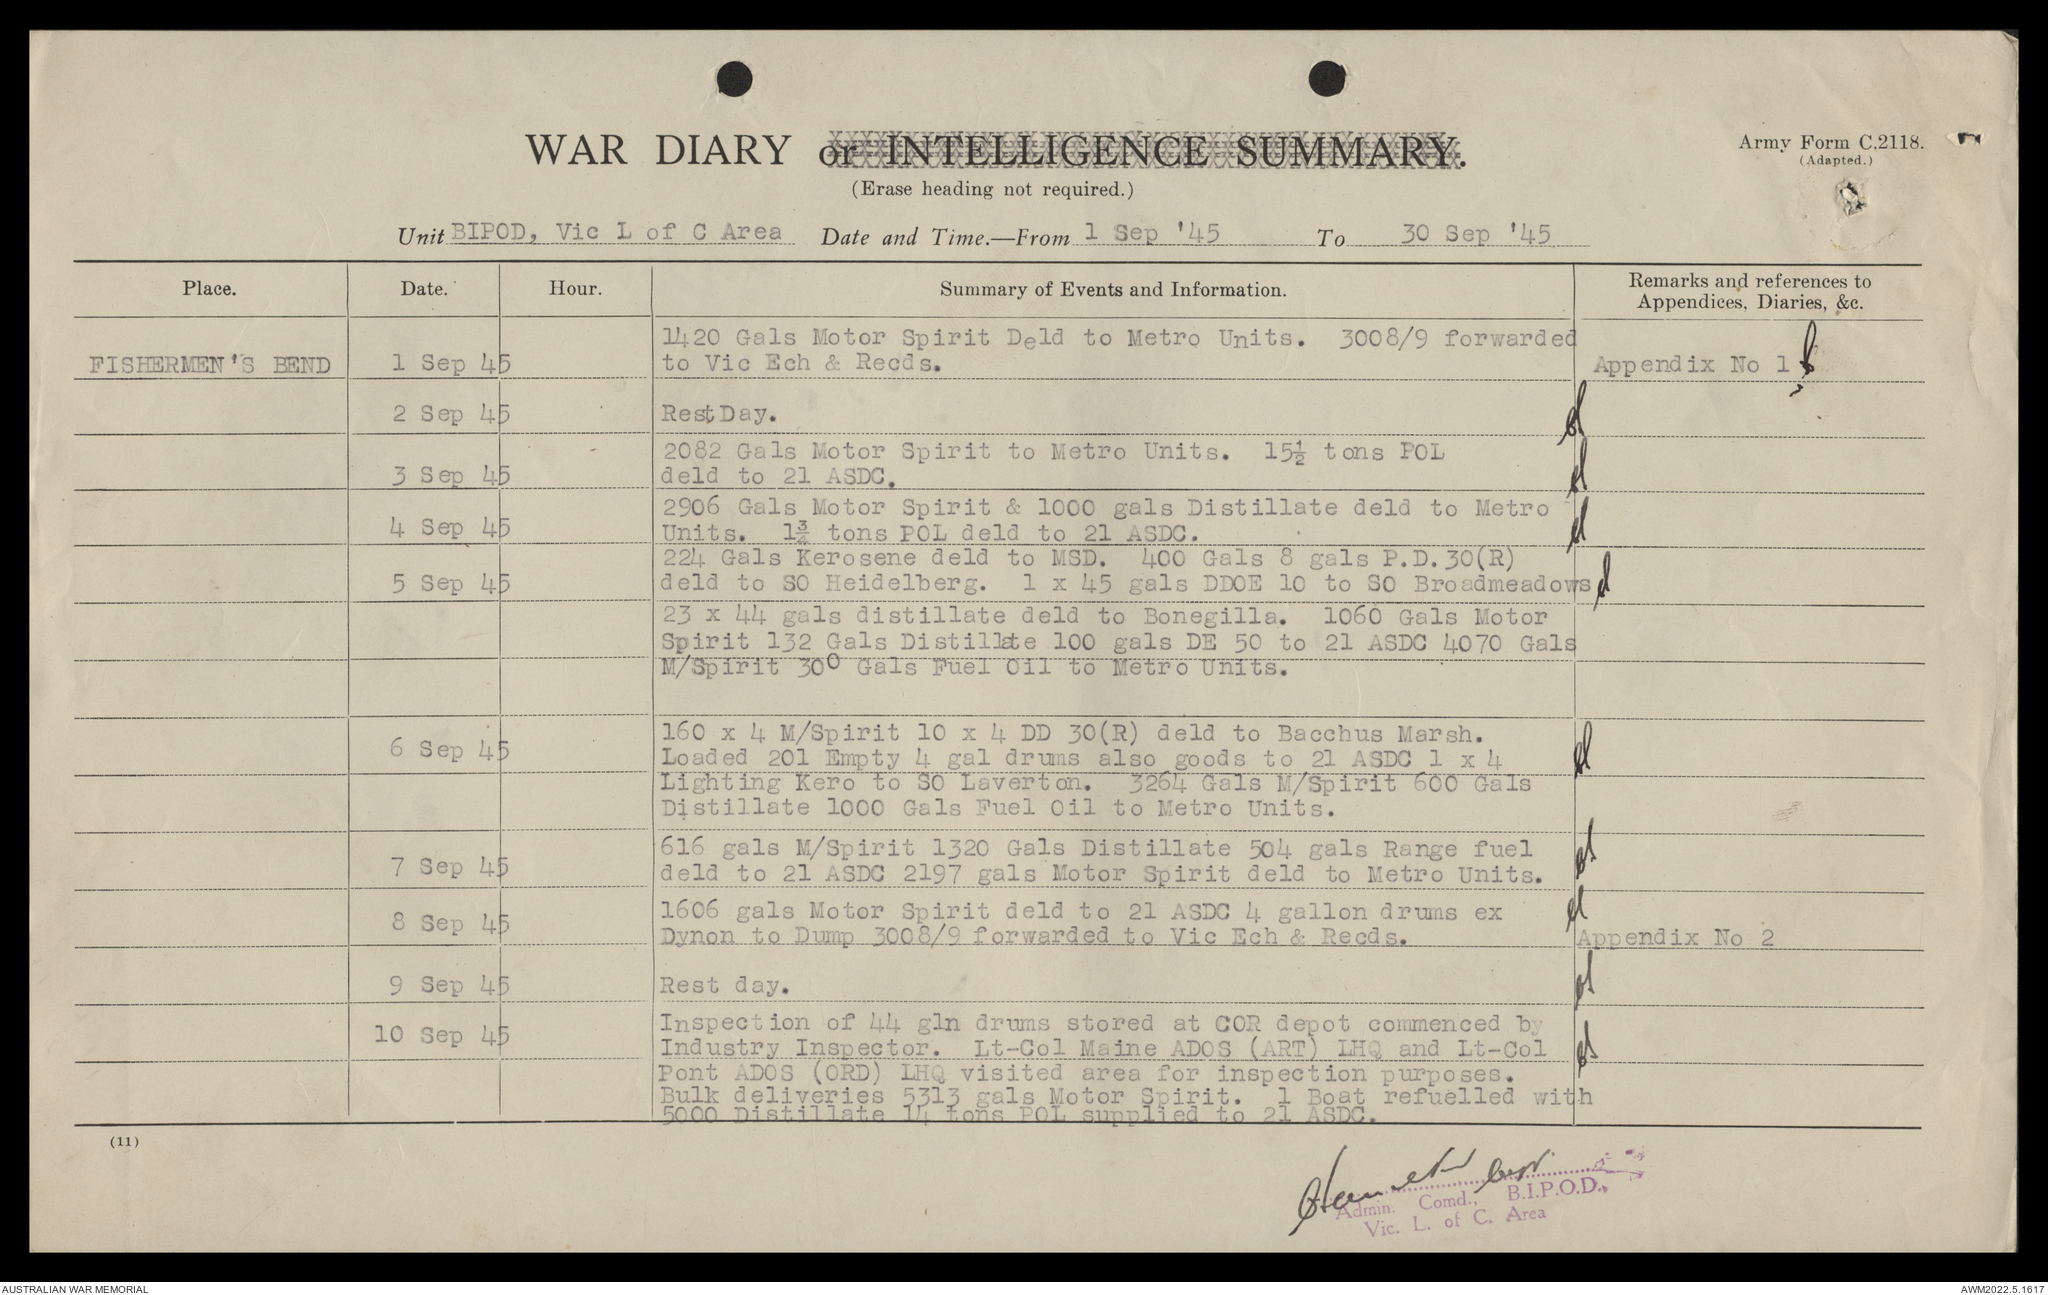 WAR DIARY or INTELLIGENCE SUMMARY.
(Erase heading not required.)
Army Form C.2118.
(Adapted.)
Unit BIPOD, Vic L of C Area Date and Time.—From 1 Sep '45 To 30 Sep '45
Place. Date. Hour. Summary of Events and Information. Remarks and references to
Appendices, Diaries, &c.
1420 Gals Motor Spirit Deld to Metro Units. 3008/9 forwarded
FISHERMEN'S BEND 1 Sep 45 to Vic Ech & Recds. Appendix No 1
2 Sep 45 Rest Day.
2082 Gals Motor Spirit to Metro Units. 15½ tons POL
3 Sep 45 deld to 21 ASDC.
2906 Gals Motor Spirit & 1000 gals Distillate deld to Metro
4 Sep 45 Units. 1¾ tons POL deld to 21 ASDC.
224 Gals Kerosene deld to MSD. 400 Gals 8 gals P.D.30(R)
5 Sep 45 deld to SO Heidelberg. 1 x 45 gals DDOE 10 to SO Broadmeadows
23 x 44 gals distillate deld to Bonegilla. 1060 Gals Motor
Spirit 132 Gals Distillate 100 gals DE 50 to 21 ASDC 4070 Gals
M/Spirit 300 Gals Fuel Oil to Metro Units.
160 x 4 M/Spirit 10 x 4 DD 30(R) deld to Bacchus Marsh.
6 Sep 45 Loaded 201 Empty 4 gal drums also goods to 21 ASDC 1 x 4
Lighting Kero to SO Laverton. 3264 Gals M/Spirit 600 Gals
Distillate 1000 Gals Fuel Oil to Metro Units.
616 gals M/Spirit 1320 Gals Distillate 504 gals Range fuel
7 Sep 45 deld to 21 ASDC 2197 gals Motor Spirit deld to Metro Units.
1606 gals Motor Spirit deld to 21 ASDC 4 gallon drums ex
8 Sep 45 Dynon to Dump 3008/9 forwarded to Vic Ech & Recds. Appendix No 2
9 Sep 45 Rest day.
Inspection of 44 gln drums stored at COR depot commenced by
10 Sep 45 Industry Inspector. Lt-Col Maine ADOS (ART) LHQ and Lt-Col
Pont ADOS (ORD) LHQ visited area for inspection purposes.
Bulk deliveries 5313 gals Motor Spirit. 1 Boat refuelled with
5000 Distillate 14 tons POL supplied to 21 ASDC.
(11)
Admin. Comd., B.I.P.O.D.,
Vic. L. of C. Area
AUSTRALIAN WAR MEMORIAL
AWM2022.5.1617